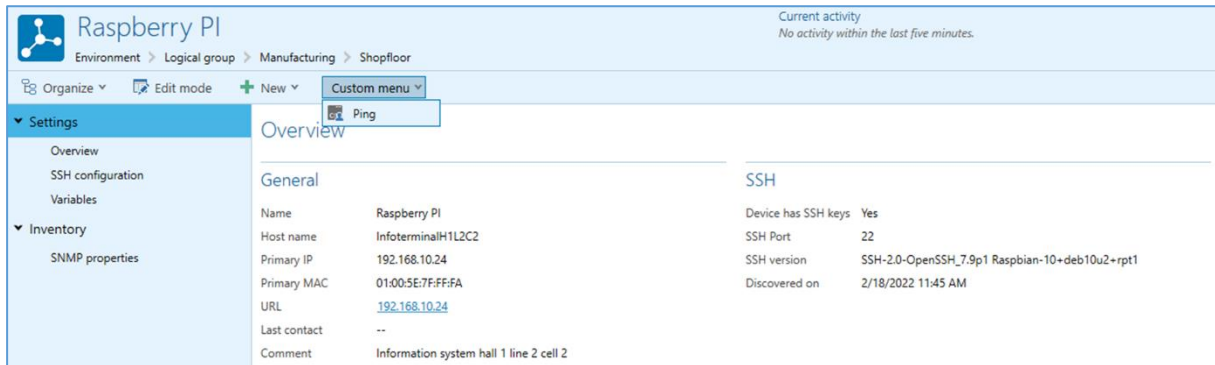 Raspberry PI
Environment > Logical group > Manufacturing > Shopfloor
Current activity
No activity within the last five minutes.
Organize Edit mode New Custom menu
Ping
Settings
Overview
SSH configuration
Variables
Inventory
SNMP properties
Overview
General
Name Raspberry PI
Host name InfoterminalH1L2C2
Primary IP 192.168.10.24
Primary MAC 01:00:5E:7F:FF:FA
URL 192.168.10.24
Last contact --
Comment Information system hall 1 line 2 cell 2
SSH
Device has SSH keys Yes
SSH Port 22
SSH version SSH-2.0-OpenSSH_7.9p1 Raspbian-10+deb10u2+rpt1
Discovered on 2/18/2022 11:45 AM